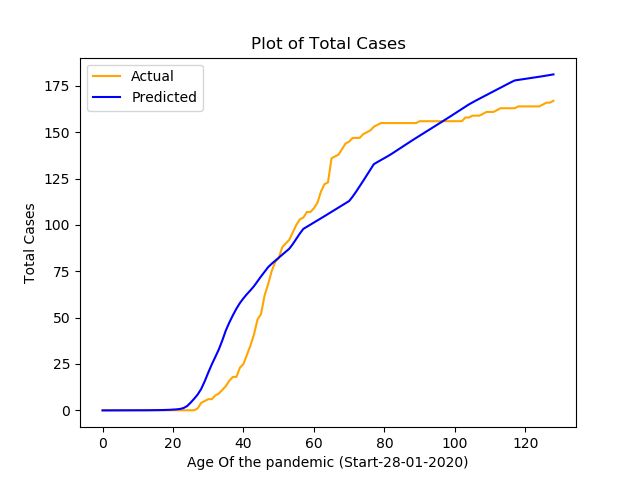 Plot of Total Cases
Actual
Predicted
175
150
125
100
75
50
25
0
Total Cases
0 20 40 60 80 100 120
Age Of the pandemic (Start-28-01-2020)